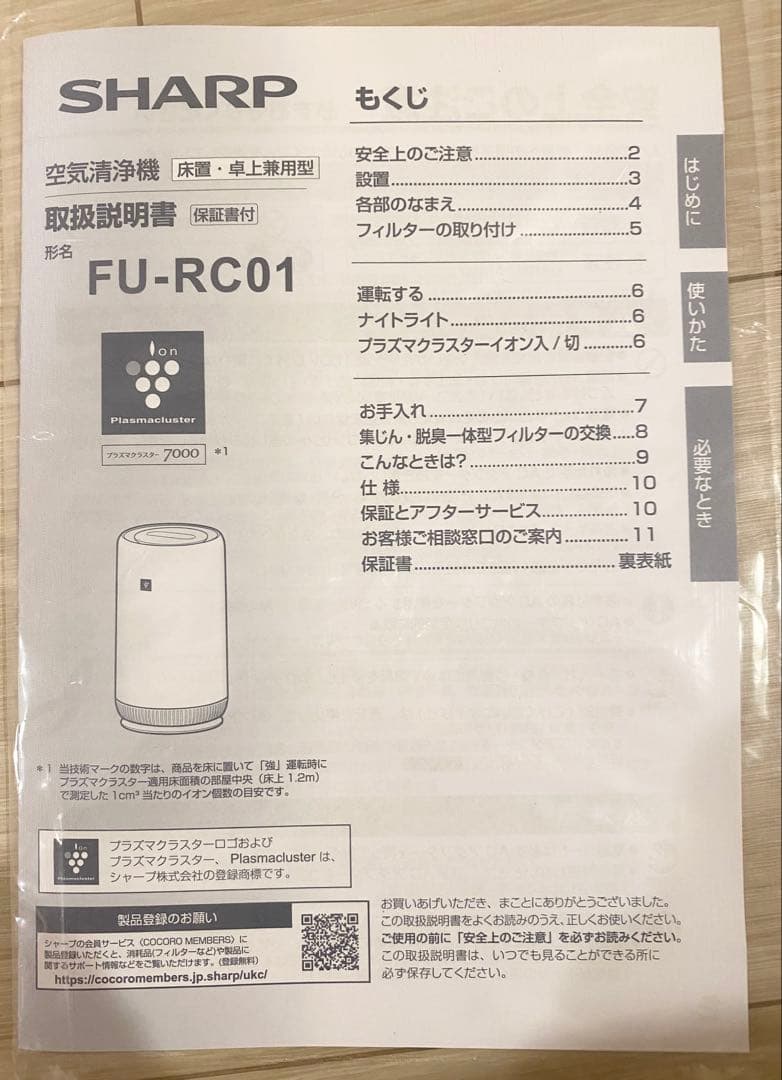 SHARP
空気清浄機 床置・卓上兼用型
取扱説明書 保証書付
形名
FU-RC01
ion
Plasmacluster
プラズマクラスター 7000 *1
*1 当技術マークの数字は、商品を床に置いて「強」運転時に
プラズマクラスター適用床面積の部屋中央(床上1.2m)
で測定した1cm³当たりのイオン個数の目安です。
ion
Plasmacluster
プラズマクラスターロゴおよび
プラズマクラスター、Plasmacluster は、
シャープ株式会社の登録商標です。
製品登録のお願い
シャープの会員サービス〈COCORO MEMBERS〉に
製品登録いただくと、消耗品(フィルターなど)や製品に
関するサポート情報などをご覧いただけます。(登録無料)
https://cocoromembers.jp.sharp/ukc/
もくじ
安全上のご注意..............................2
設置..............................3
各部のなまえ..............................4
フィルターの取り付け..............................5
運転する..............................6
ナイトライト..............................6
プラズマクラスターイオン入/切..........6
お手入れ..............................7
集じん・脱臭一体型フィルターの交換.....8
こんなときは?..............................9
仕 様..............................10
保証とアフターサービス................10
お客様ご相談窓口のご案内..............11
保証書..............................裏表紙
はじめに
使いかた
必要なとき
お買いあげいただき、まことにありがとうございました。
この取扱説明書をよくお読みのうえ、正しくお使いください。
ご使用の前に「安全上のご注意」を必ずお読みください。
この取扱説明書は、いつでも見ることができる所に
必ず保存してください。